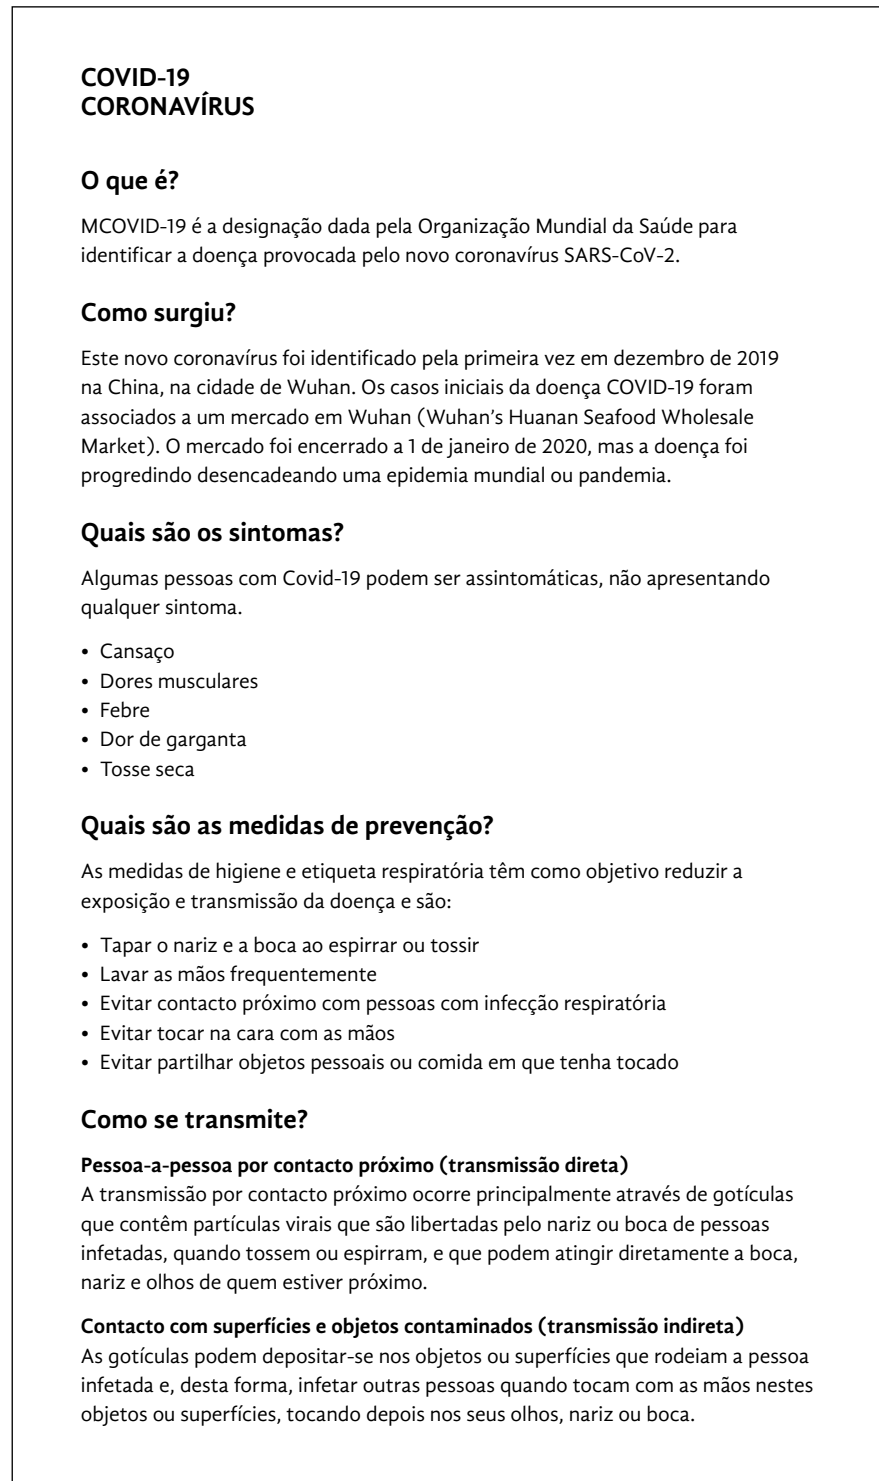 COVID-19
CORONAVÍRUS
O que é?
MCOVID-19 é a designação dada pela Organização Mundial da Saúde para
identificar a doença provocada pelo novo coronavírus SARS-CoV-2.
Como surgiu?
Este novo coronavírus foi identificado pela primeira vez em dezembro de 2019
na China, na cidade de Wuhan. Os casos iniciais da doença COVID-19 foram
associados a um mercado em Wuhan (Wuhan’s Huanan Seafood Wholesale
Market). O mercado foi encerrado a 1 de janeiro de 2020, mas a doença foi
progredindo desencadeando uma epidemia mundial ou pandemia.
Quais são os sintomas?
Algumas pessoas com Covid-19 podem ser assintomáticas, não apresentando
qualquer sintoma.
• Cansaço
• Dores musculares
• Febre
• Dor de garganta
• Tosse seca
Quais são as medidas de prevenção?
As medidas de higiene e etiqueta respiratória têm como objetivo reduzir a
exposição e transmissão da doença e são:
• Tapar o nariz e a boca ao espirrar ou tossir
• Lavar as mãos frequentemente
• Evitar contacto próximo com pessoas com infecção respiratória
• Evitar tocar na cara com as mãos
• Evitar partilhar objetos pessoais ou comida em que tenha tocado
Como se transmite?
Pessoa-a-pessoa por contacto próximo (transmissão direta)
A transmissão por contacto próximo ocorre principalmente através de gotículas
que contêm partículas virais que são libertadas pelo nariz ou boca de pessoas
infetadas, quando tossem ou espirram, e que podem atingir diretamente a boca,
nariz e olhos de quem estiver próximo.
Contacto com superfícies e objetos contaminados (transmissão indireta)
As gotículas podem depositar-se nos objetos ou superfícies que rodeiam a pessoa
infetada e, desta forma, infetar outras pessoas quando tocam com as mãos nestes
objetos ou superfícies, tocando depois nos seus olhos, nariz ou boca.